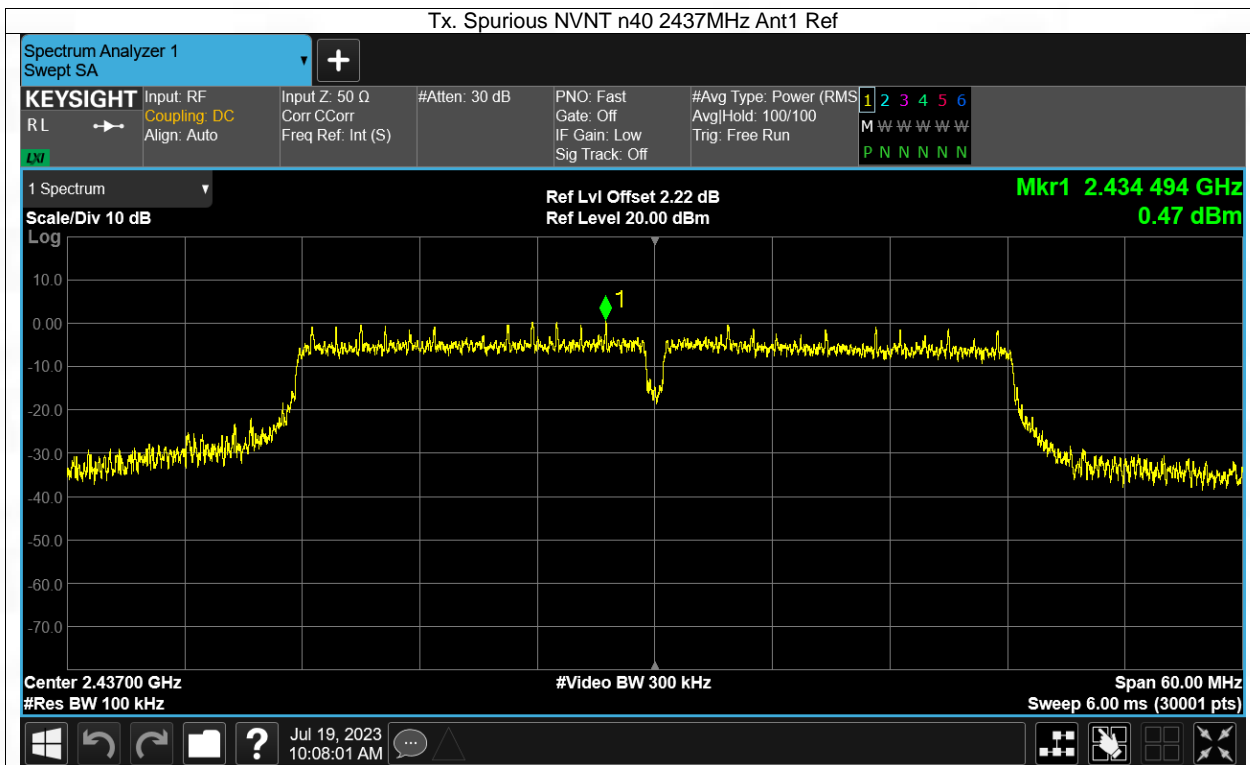 Tx. Spurious NVNT n40 2437MHz Ant1 Ref
Spectrum Analyzer 1
Swept SA
KEYSIGHT
R L
LXI
Input: RF
Coupling: DC
Align: Auto
Input Z: 50 Ω
Corr CCorr
Freq Ref: Int (S)
#Atten: 30 dB
PNO: Fast
Gate: Off
IF Gain: Low
Sig Track: Off
#Avg Type: Power (RMS
Avg|Hold: 100/100
Trig: Free Run
1 2 3 4 5 6
M W W W W W
P N N N N N
1 Spectrum
Scale/Div 10 dB
Ref Lvl Offset 2.22 dB
Ref Level 20.00 dBm
Mkr1 2.434 494 GHz
0.47 dBm
Log
10.0
0.00
-10.0
-20.0
-30.0
-40.0
-50.0
-60.0
-70.0
1
Center 2.43700 GHz
#Res BW 100 kHz
#Video BW 300 kHz
Span 60.00 MHz
Sweep 6.00 ms (30001 pts)
?
Jul 19, 2023
10:08:01 AM